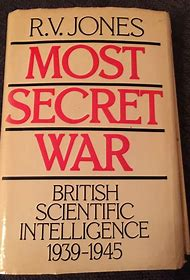 R.V. JONES
MOST
SECRET
WAR
BRITISH
SCIENTIFIC
INTELLIGENCE
1939-1945